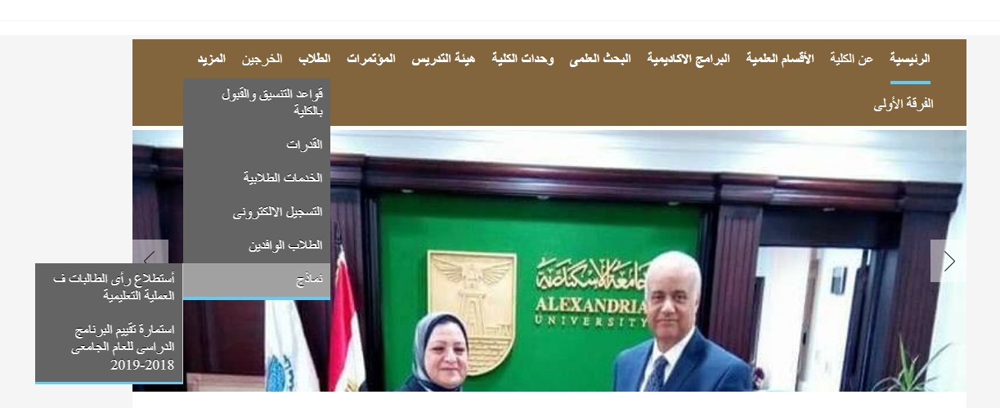 الرئيسية
عن الكلية
الأقسام العلمية
البرامج الاكاديمية
البحث العلمى
وحدات الكلية
هيئة التدريس
المؤتمرات
الطلاب
الخرجين
المزيد
الفرقة الأولى
قواعد التنسيق والقبول
بالكلية
القدرات
الخدمات الطلابية
التسجيل الالكترونى
الطلاب الوافدين
نماذج
أستطلاع رأى الطالبات ف
العملية التعليمية
استمارة تقييم البرنامج
الدراسى للعام الجامعى
2019-2018
جامعة الإسكندرية
ALEXANDRIA
UNIVERSITY